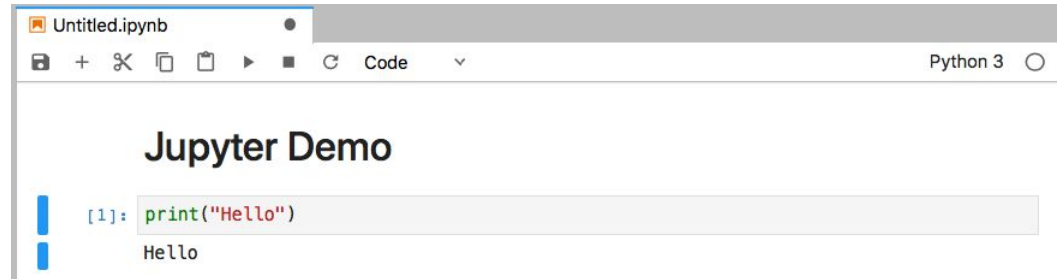 Untitled.ipynb
Code Python 3
Jupyter Demo
[1]: print("Hello")
Hello